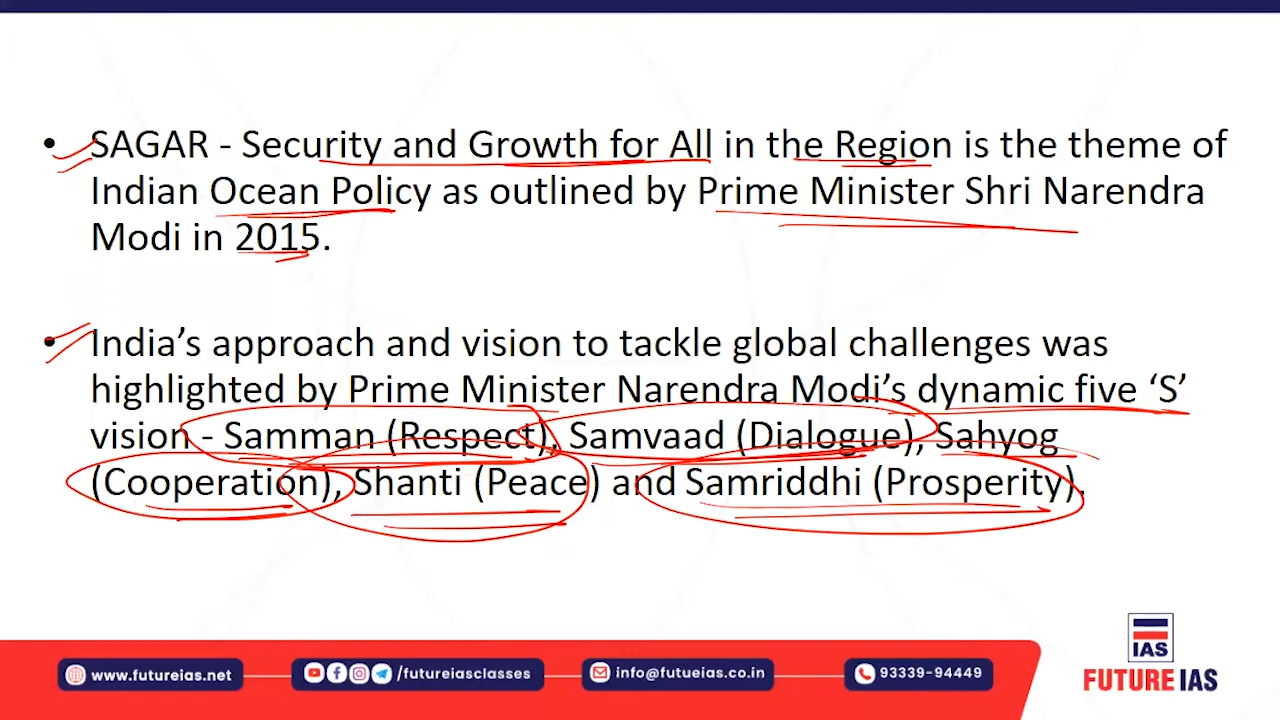 • SAGAR - Security and Growth for All in the Region is the theme of
Indian Ocean Policy as outlined by Prime Minister Shri Narendra
Modi in 2015.
• India's approach and vision to tackle global challenges was
highlighted by Prime Minister Narendra Modi's dynamic five 'S'
vision - Samman (Respect), Samvaad (Dialogue), Sahyog
(Cooperation), Shanti (Peace) and Samriddhi (Prosperity).
www.futureias.net
/futureiasclasses
info@futueias.co.in
93339-94449
IAS
FUTURE IAS